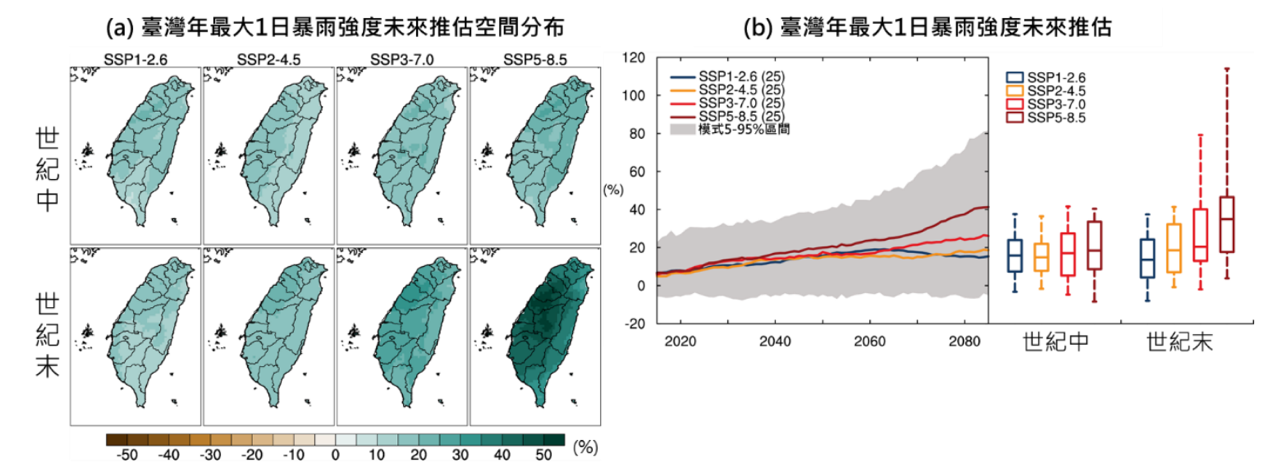 (a) 臺灣年最大1日暴雨強度未來推估空間分布
SSP1-2.6 SSP2-4.5 SSP3-7.0 SSP5-8.5
世紀中
世紀末
-50 -40 -30 -20 -10 0 10 20 30 40 50 (%)
(b) 臺灣年最大1日暴雨強度未來推估
(%)
120
100
80
60
40
20
0
-20
SSP1-2.6 (25)
SSP2-4.5 (25)
SSP3-7.0 (25)
SSP5-8.5 (25)
模式5-95%區間
2020 2040 2060 2080
SSP1-2.6
SSP2-4.5
SSP3-7.0
SSP5-8.5
世紀中 世紀末